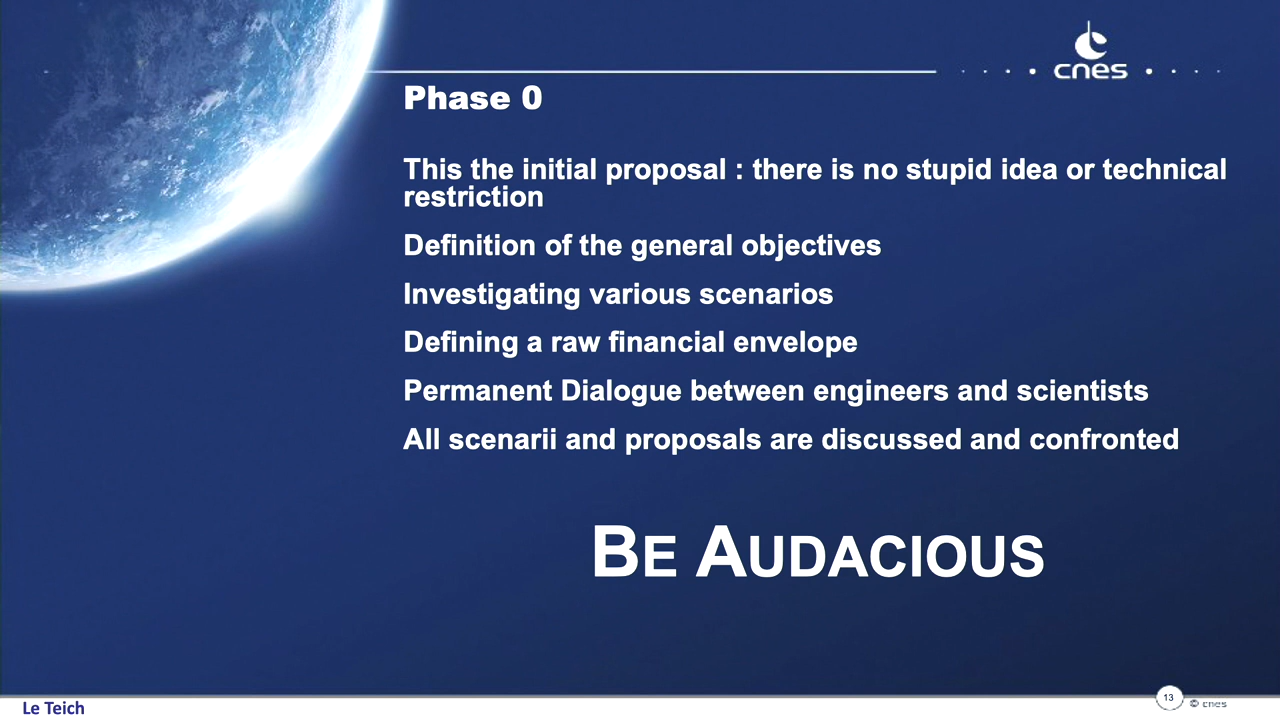 cnes
Phase 0
This the initial proposal : there is no stupid idea or technical
restriction
Definition of the general objectives
Investigating various scenarios
Defining a raw financial envelope
Permanent Dialogue between engineers and scientists
All scenarii and proposals are discussed and confronted
BE AUDACIOUS
Le Teich
13
© cnes